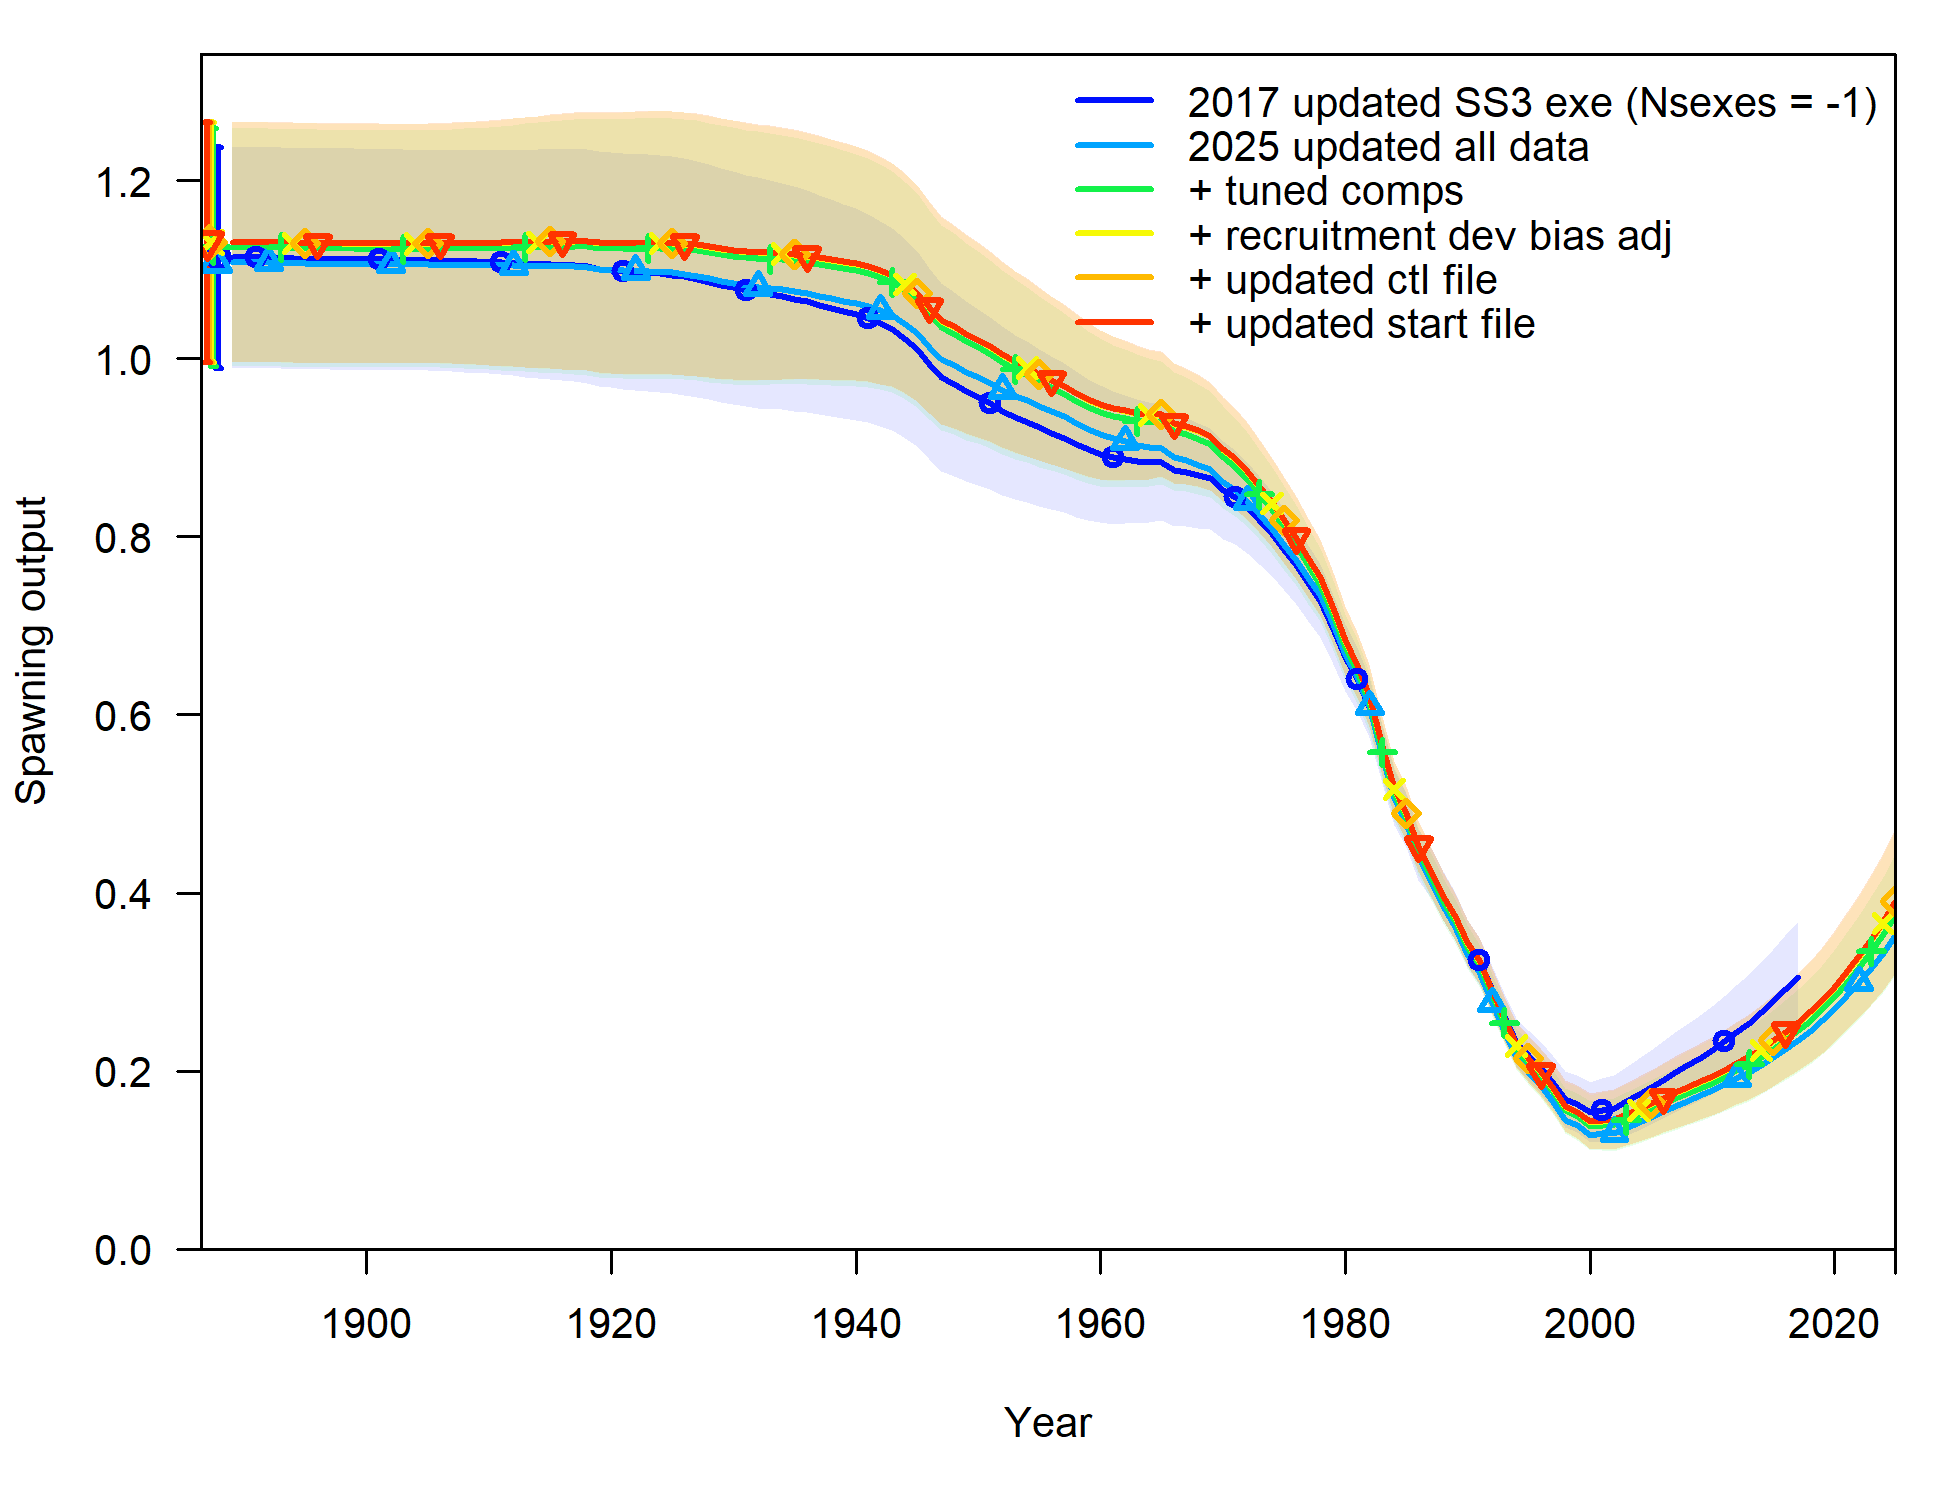 2017 updated SS3 exe (Nsexes = -1)
2025 updated all data
+ tuned comps
+ recruitment dev bias adj
+ updated ctl file
+ updated start file
Spawning output
1.2
1.0
0.8
0.6
0.4
0.2
0.0
1900 1920 1940 1960 1980 2000 2020
Year